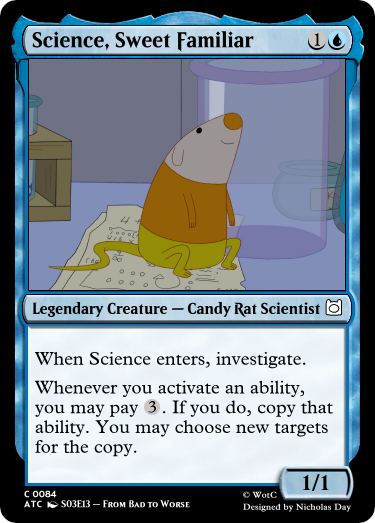 Science, Sweet Familiar 1
Legendary Creature — Candy Rat Scientist
When Science enters, investigate.
Whenever you activate an ability,
you may pay 3. If you do, copy that
ability. You may choose new targets
for the copy.
1/1
C 0084
ATC S03E13 – From Bad to Worse
© WotC
Designed by Nicholas Day